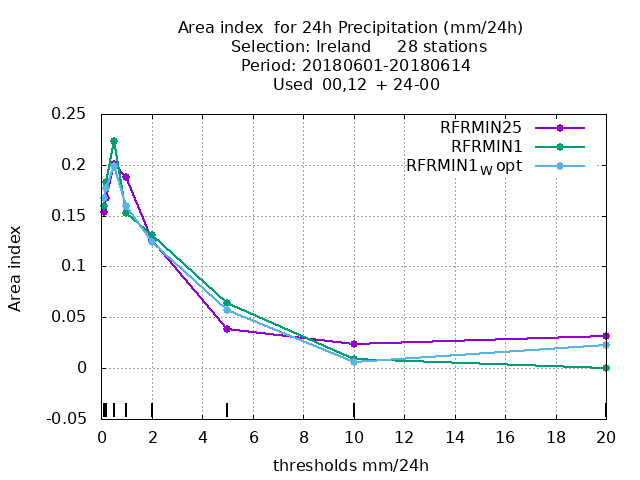 Area index  for 24h Precipitation (mm/24h)
Selection: Ireland     28 stations
Period: 20180601-20180614
Used  00,12  + 24-00
RFRMIN25
RFRMIN1
RFRMIN1W opt
0.25
0.2
0.15
0.1
0.05
0
-0.05
Area index
0 2 4 6 8 10 12 14 16 18 20
thresholds mm/24h